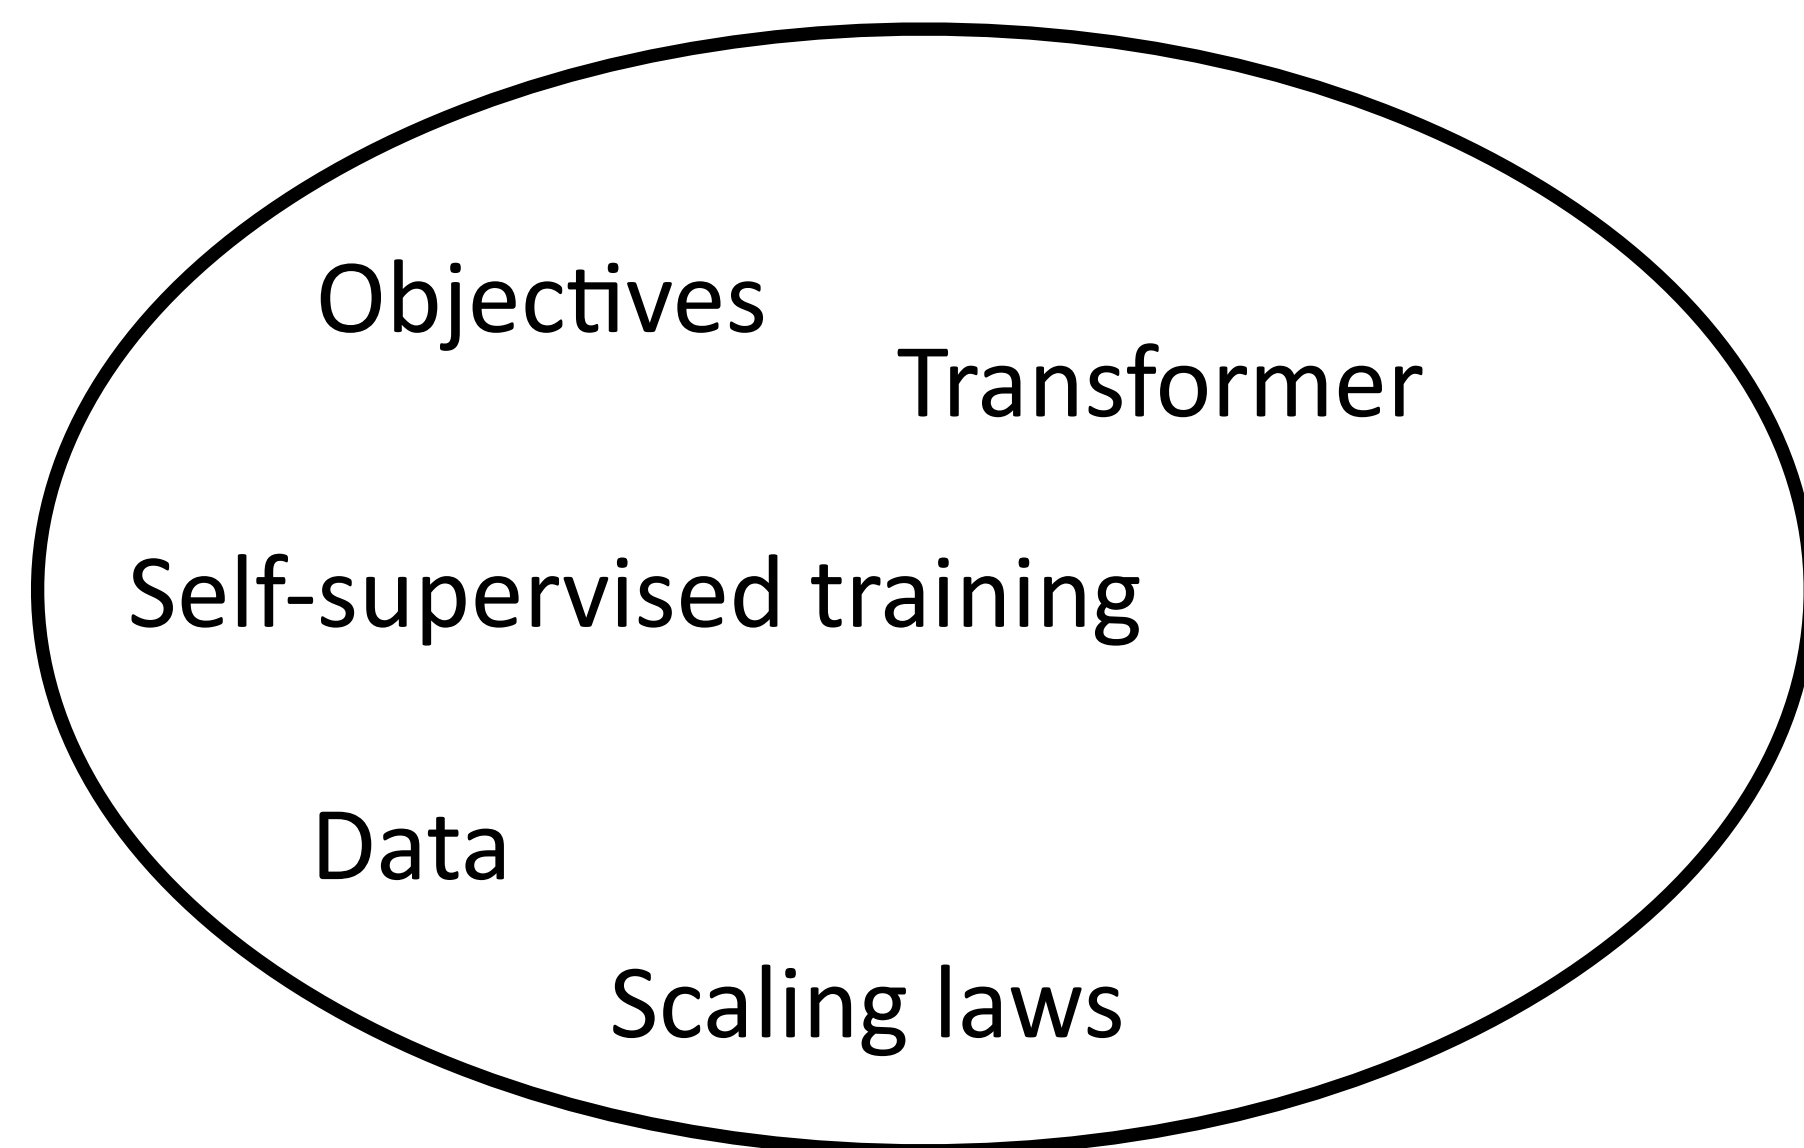 Objectives
Transformer
Self-supervised training
Data
Scaling laws